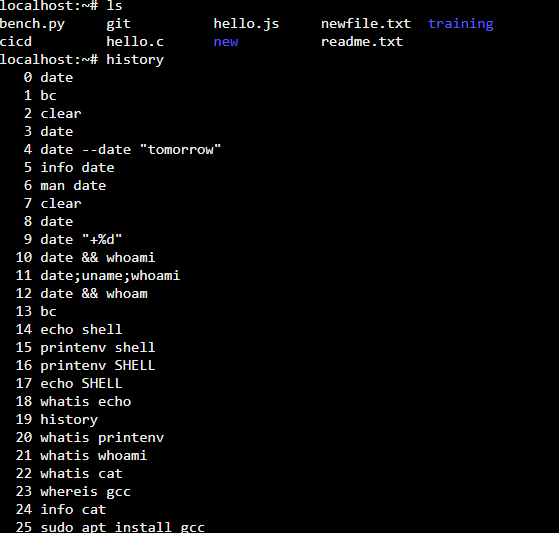 localhost:~# ls
bench.py     git          hello.js     newfile.txt  training
cicd         hello.c      new          readme.txt
localhost:~# history
   0 date
   1 bc
   2 clear
   3 date
   4 date --date "tomorrow"
   5 info date
   6 man date
   7 clear
   8 date
   9 date "+%d"
  10 date && whoami
  11 date;uname;whoami
  12 date && whoam
  13 bc
  14 echo shell
  15 printenv shell
  16 printenv SHELL
  17 echo SHELL
  18 whatis echo
  19 history
  20 whatis printenv
  21 whatis whoami
  22 whatis cat
  23 whereis gcc
  24 info cat
  25 sudo apt install gcc